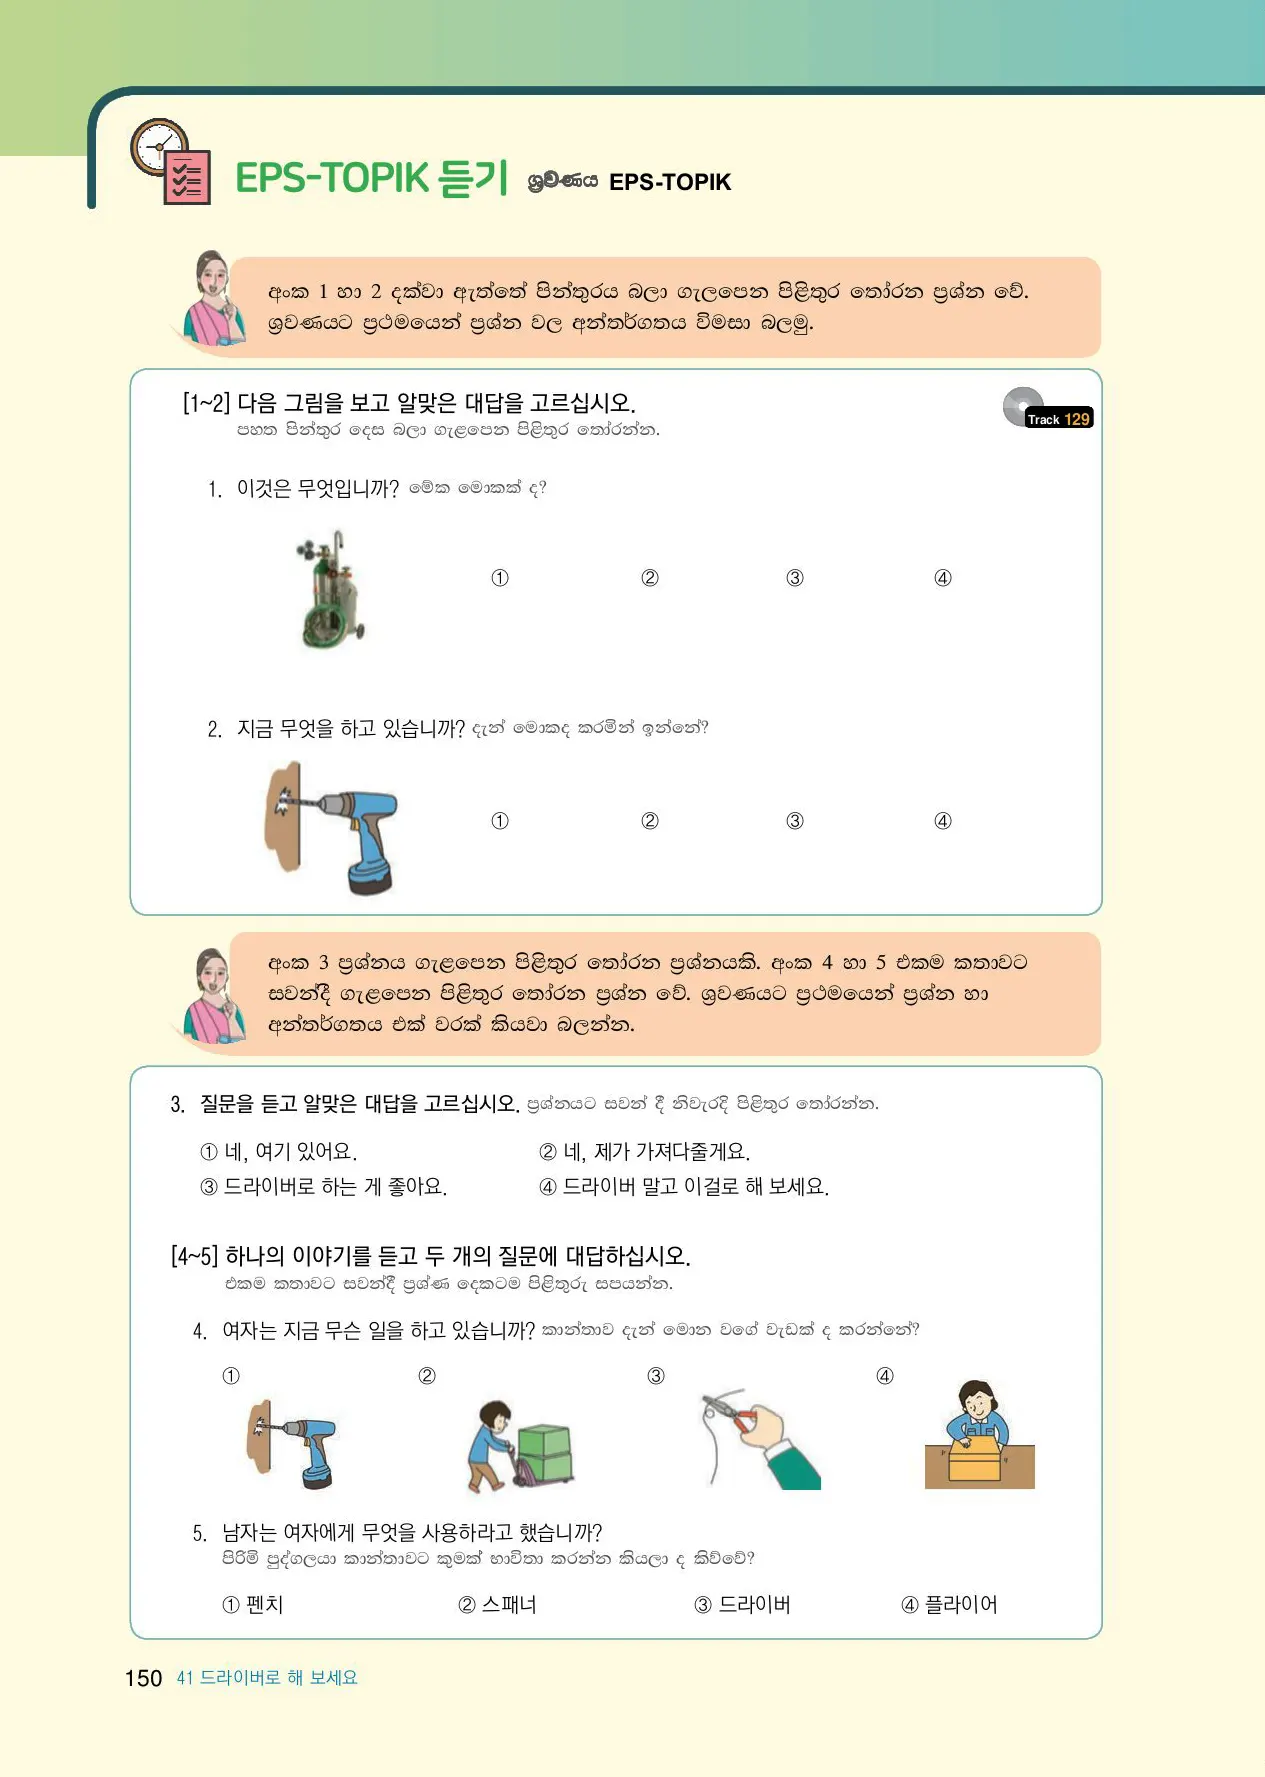 EPS-TOPIK 듣기 ශ්‍රවණය EPS-TOPIK
අංක 1 හා 2 දක්වා ඇත්තේ පින්තූරය බලා ගැලපෙන පිළිතුර තෝරන ප්‍රශ්න වේ.
ශ්‍රවණයට ප්‍රථමයෙන් ප්‍රශ්න වල අන්තර්ගතය විමසා බලමු.
[1~2] 다음 그림을 보고 알맞은 대답을 고르십시오.
Track 129
පහත පින්තූර දෙස බලා ගැළපෙන පිළිතුර තෝරන්න.
1. 이것은 무엇입니까? මේක මොකක් ද?
① ② ③ ④
2. 지금 무엇을 하고 있습니까? දැන් මොකද කරමින් ඉන්නේ?
① ② ③ ④
අංක 3 ප්‍රශ්නය ගැළපෙන පිළිතුර තෝරන ප්‍රශ්නයකි. අංක 4 හා 5 එකම කතාවට
සවන්දී ගැළපෙන පිළිතුර තෝරන ප්‍රශ්න වේ. ශ්‍රවණයට ප්‍රථමයෙන් ප්‍රශ්න හා
අන්තර්ගතය එක් වරක් කියවා බලන්න.
3. 질문을 듣고 알맞은 대답을 고르십시오. ප්‍රශ්නයට සවන් දී නිවැරදි පිළිතුර තෝරන්න.
① 네, 여기 있어요. ② 네, 제가 가져다줄게요.
③ 드라이버로 하는 게 좋아요. ④ 드라이버 말고 이걸로 해 보세요.
[4~5] 하나의 이야기를 듣고 두 개의 질문에 대답하십시오.
එකම කතාවට සවන්දී ප්‍රශ්ණ දෙකටම පිළිතුරු සපයන්න.
4. 여자는 지금 무슨 일을 하고 있습니까? කාන්තාව දැන් මොන වගේ වැඩක් ද කරන්නේ?
① ② ③ ④
5. 남자는 여자에게 무엇을 사용하라고 했습니까?
පිරිමි පුද්ගලයා කාන්තාවට කුමක් භාවිතා කරන්න කියලා ද කිව්වේ?
① 펜치 ② 스패너 ③ 드라이버 ④ 플라이어
150 41 드라이버로 해 보세요